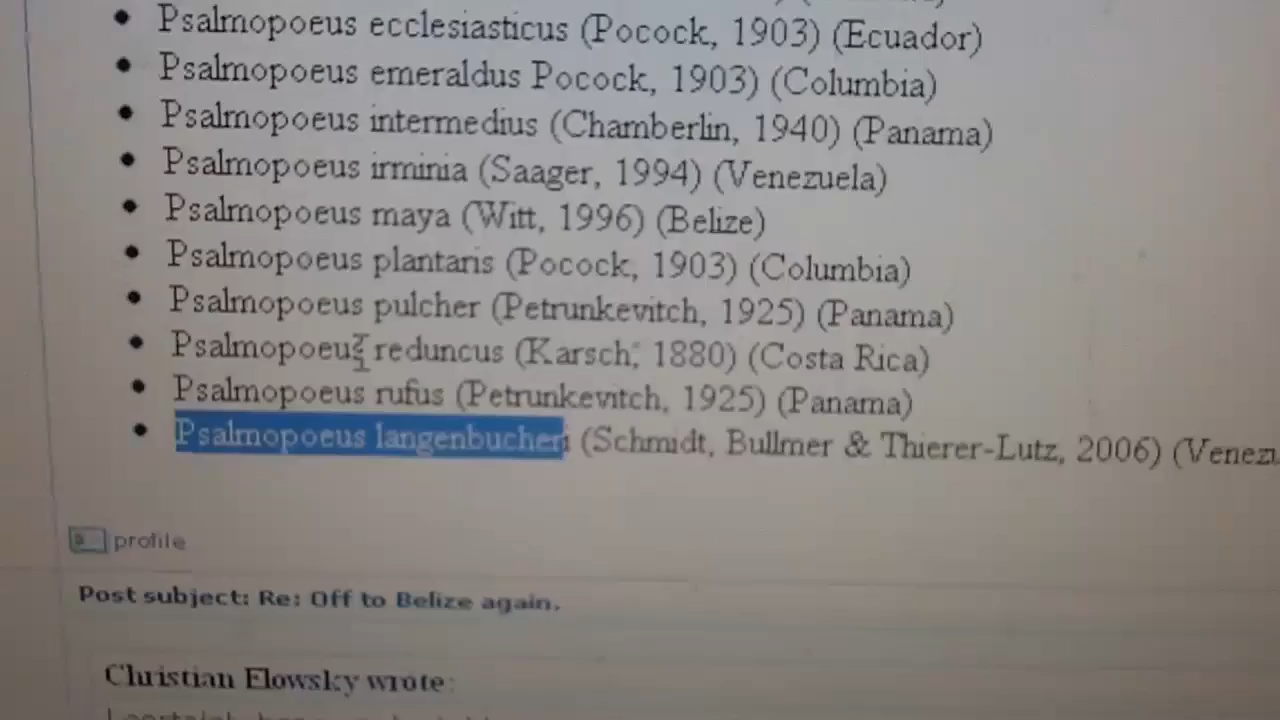 Psalmopoeus ecclesiasticus (Pocock, 1903) (Ecuador)
Psalmopoeus emeraldus Pocock, 1903) (Columbia)
Psalmopoeus intermedius (Chamberlin, 1940) (Panama)
Psalmopoeus irminia (Saager, 1994) (Venezuela)
Psalmopoeus maya (Witt, 1996) (Belize)
Psalmopoeus plantaris (Pocock, 1903) (Columbia)
Psalmopoeus pulcher (Petrunkevitch, 1925) (Panama)
Psalmopoeus reduncus (Karsch, 1880) (Costa Rica)
Psalmopoeus rufus (Petrunkevitch, 1925) (Panama)
Psalmopoeus langenbucheri (Schmidt, Bullmer & Thierer-Lutz, 2006) (Venezu
profile
Post subject: Re: Off to Belize again.
Christian Elowsky wrote: